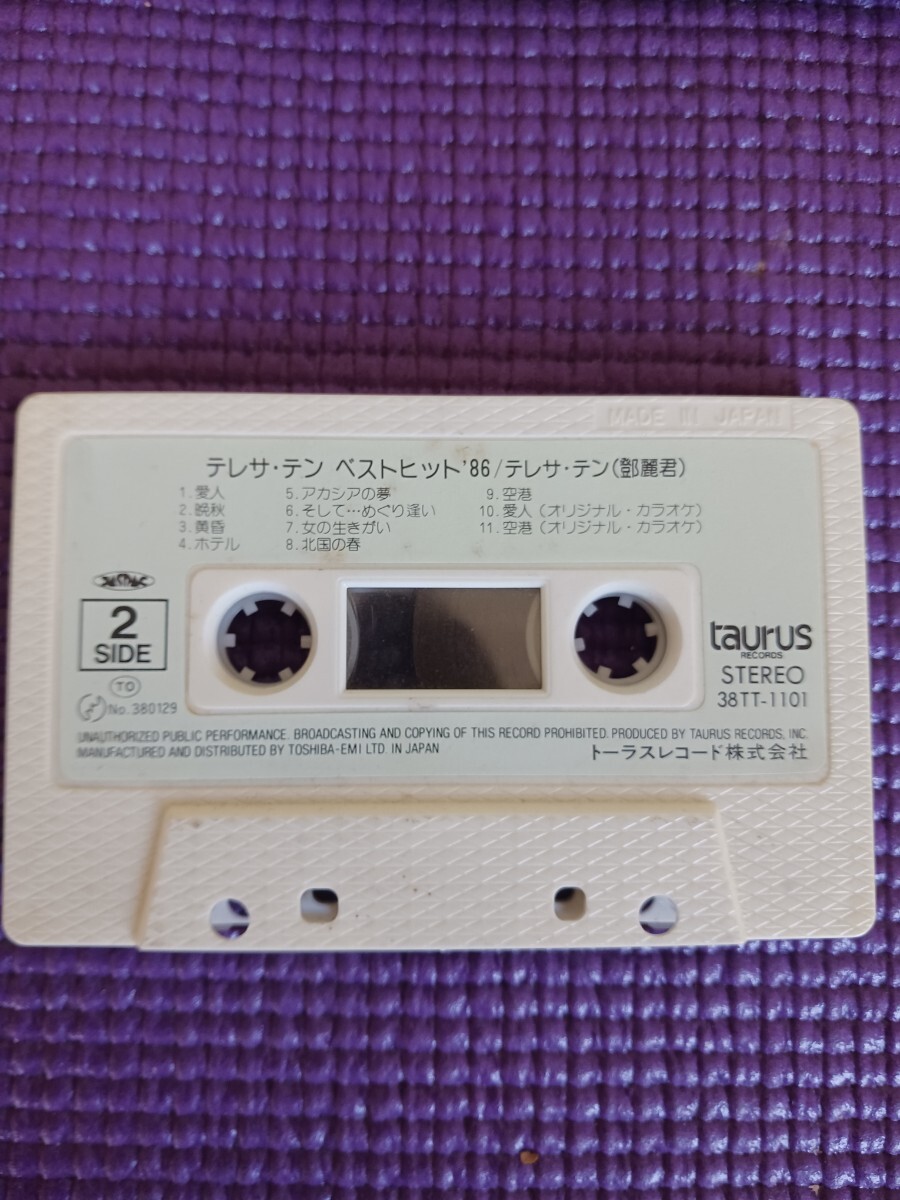 MADE IN JAPAN
テレサ・テン ベストヒット'86/テレサ・テン(鄧麗君)
1.愛人
2.晩秋
3.黄昏
4.ホテル
5.アカシアの夢
6.そして…めぐり逢い
7.女の生きがい
8.北国の春
9.空港
10.愛人(オリジナル・カラオケ)
11.空港(オリジナル・カラオケ)
2
SIDE
TO
No.380129
taurus
RECORDS
STEREO
38TT-1101
UNAUTHORIZED PUBLIC PERFORMANCE. BROADCASTING AND COPYING OF THIS RECORD PROHIBITED. PRODUCED BY TAURUS RECORDS, INC.
MANUFACTURED AND DISTRIBUTED BY TOSHIBA-EMI LTD. IN JAPAN トーラスレコード株式会社